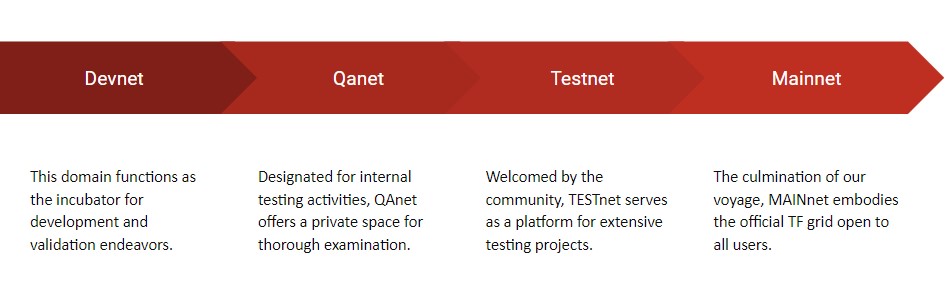 Devnet
Qanet
Testnet
Mainnet
This domain functions as
the incubator for
development and
validation endeavors.
Designated for internal
testing activities, QAnet
offers a private space for
thorough examination.
Welcomed by the
community, TESTnet serves
as a platform for extensive
testing projects.
The culmination of our
voyage, MAINnet embodies
the official TF grid open to
all users.